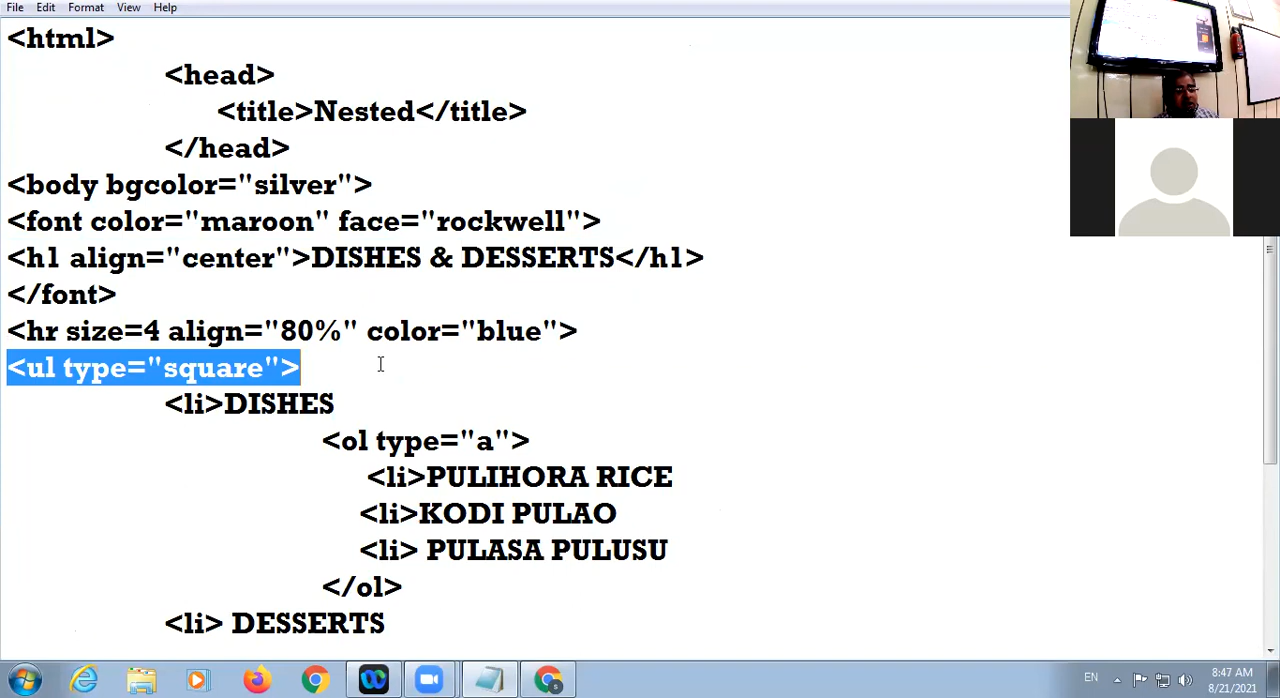 File Edit Format View Help
<html>
<head>
<title>Nested</title>
</head>
<body bgcolor="silver">
<font color="maroon" face="rockwell">
<h1 align="center">DISHES & DESSERTS</h1>
</font>
<hr size=4 align="80%" color="blue">
<ul type="square">
<li>DISHES
<ol type="a">
<li>PULIHORA RICE
<li>KODI PULAO
<li> PULASA PULUSU
</ol>
<li> DESSERTS
EN
8:47 AM
8/21/2021